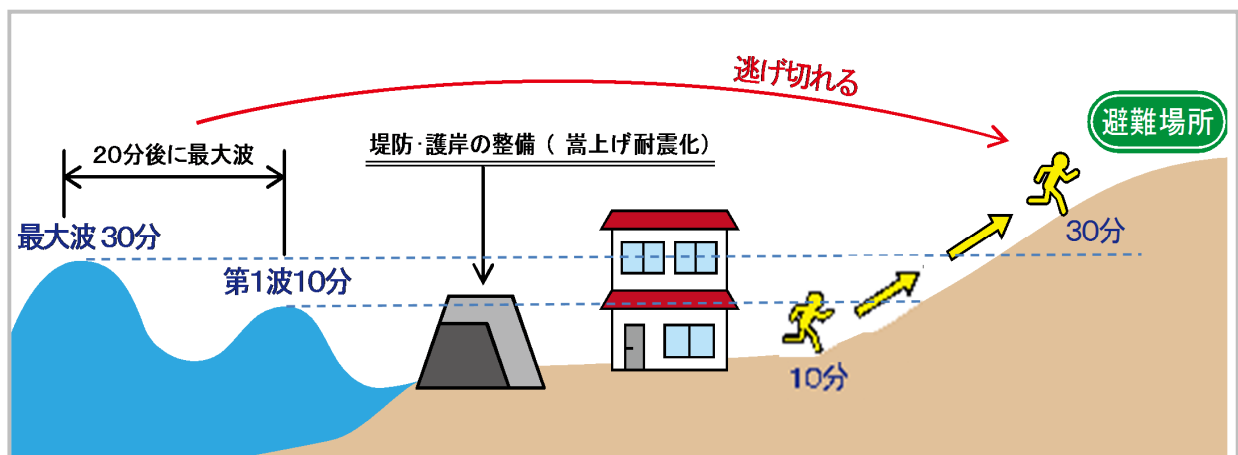 逃げ切れる
避難場所
堤防・護岸の整備（ 嵩上げ耐震化）
20分後に最大波
最大波 30分
30分
第1波10分
10分